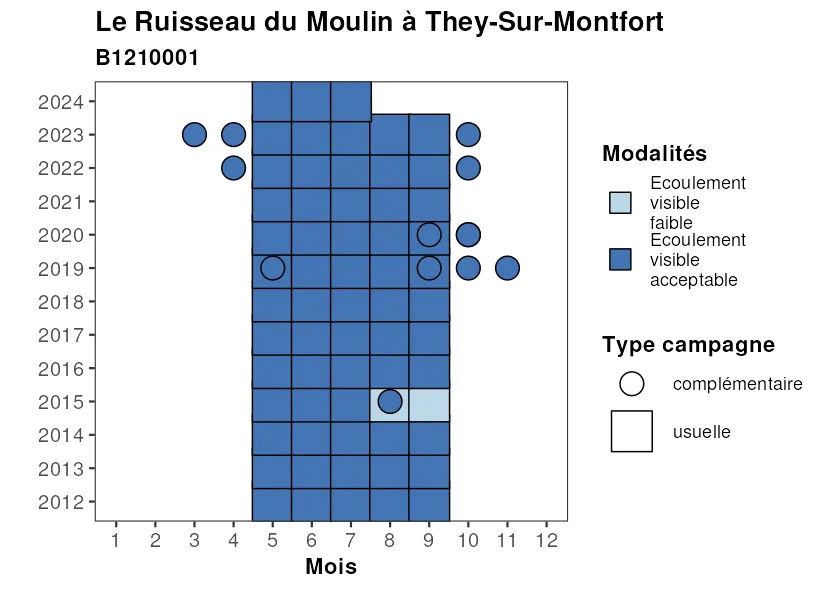 Le Ruisseau du Moulin à They-Sur-Montfort
B1210001
2024
2023
2022
2021
2020
2019
2018
2017
2016
2015
2014
2013
2012
1 2 3 4 5 6 7 8 9 10 11 12
Mois
Modalités
Ecoulement
visible
faible
Ecoulement
visible
acceptable
Type campagne
complémentaire
usuelle